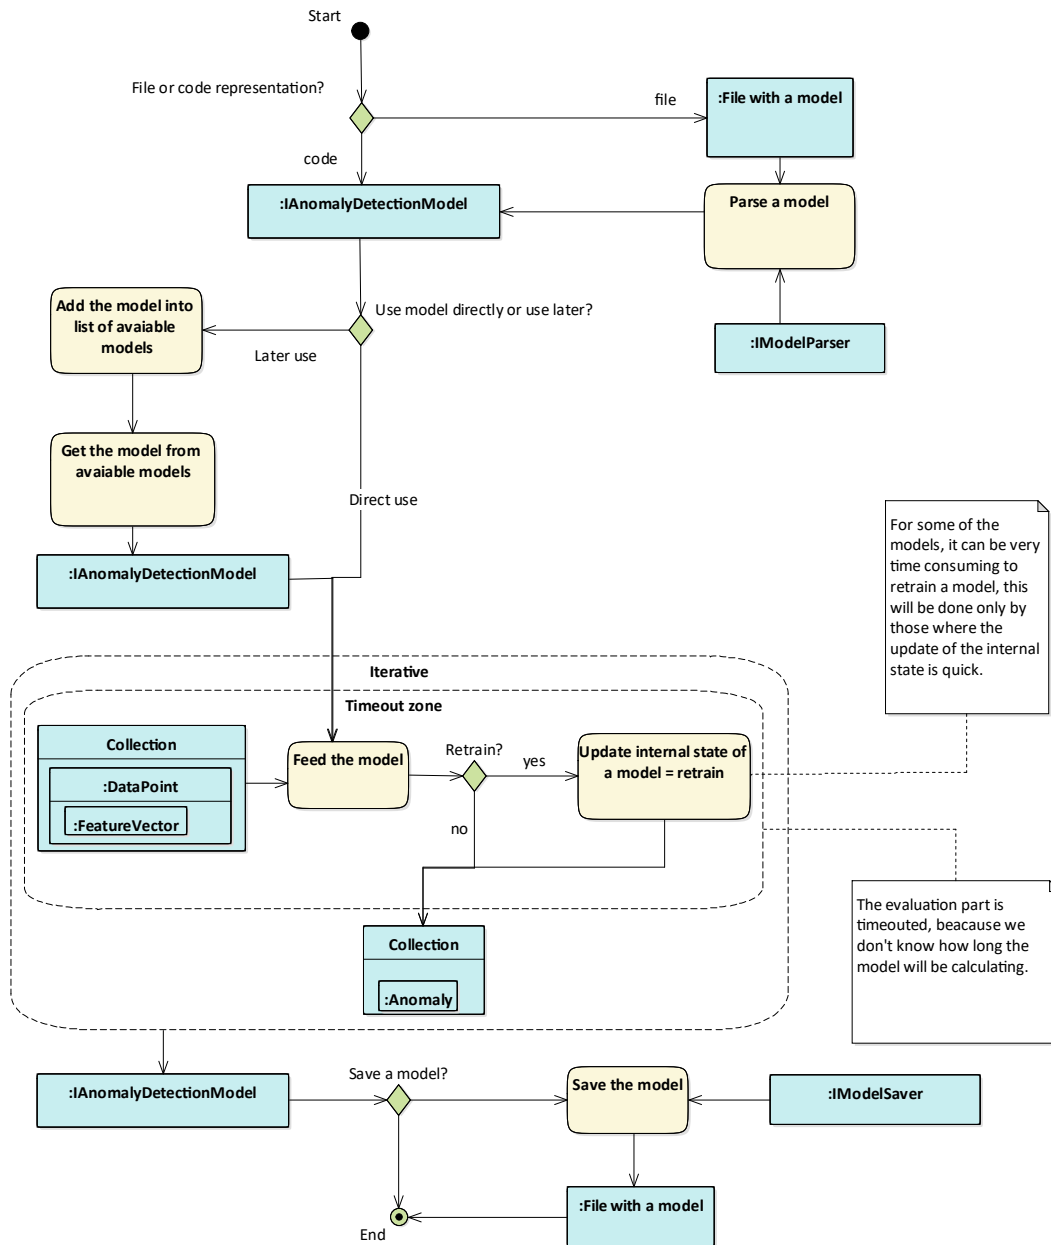 Start
File or code representation?
file
:File with a model
code
:IAnomalyDetectionModel
Parse a model
Add the model into
list of avaiable
models
Use model directly or use later?
Later use
:IModelParser
Get the model from
avaiable models
Direct use
:IAnomalyDetectionModel
For some of the
models, it can be very
time consuming to
retrain a model, this
will be done only by
those where the
update of the internal
state is quick.
Iterative
Timeout zone
Collection
:DataPoint
:FeatureVector
Feed the model
Retrain?
yes
Update internal state of
a model = retrain
no
The evaluation part is
timeouted, beacause we
don't know how long the
model will be calculating.
Collection
:Anomaly
:IAnomalyDetectionModel
Save a model?
Save the model
:IModelSaver
:File with a model
End